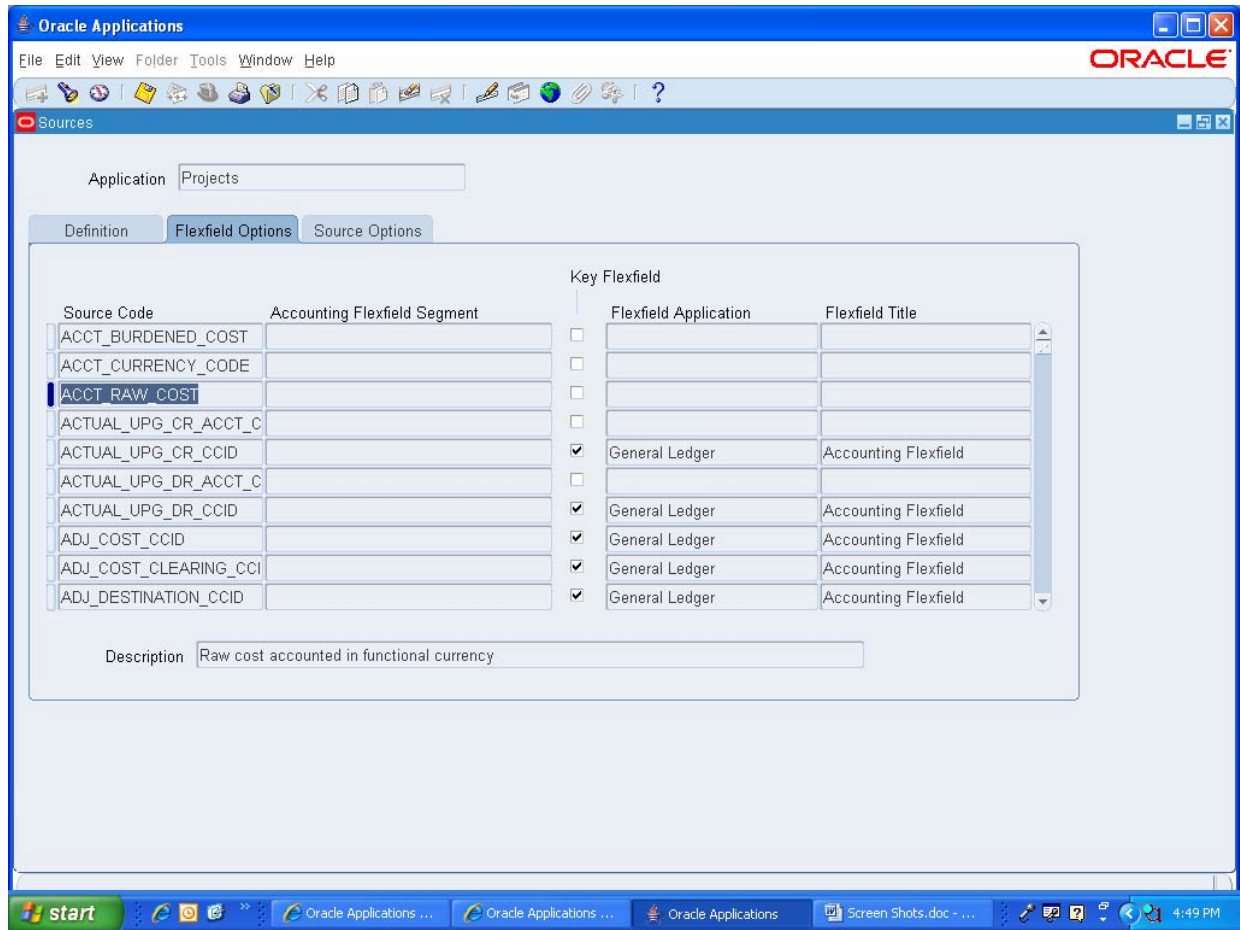 Oracle Applications
File Edit View Folder Tools Window Help
ORACLE
Sources
Application Projects
Definition Flexfield Options Source Options
Key Flexfield
Source Code Accounting Flexfield Segment Flexfield Application Flexfield Title
ACCT_BURDENED_COST
ACCT_CURRENCY_CODE
ACCT_RAW_COST
ACTUAL_UPG_CR_ACCT_C
ACTUAL_UPG_CR_CCID General Ledger Accounting Flexfield
ACTUAL_UPG_DR_ACCT_C
ACTUAL_UPG_DR_CCID General Ledger Accounting Flexfield
ADJ_COST_CCID General Ledger Accounting Flexfield
ADJ_COST_CLEARING_CCI General Ledger Accounting Flexfield
ADJ_DESTINATION_CCID General Ledger Accounting Flexfield
Description Raw cost accounted in functional currency
start Oracle Applications ... Oracle Applications ... Oracle Applications Screen Shots.doc - ... 4:49 PM